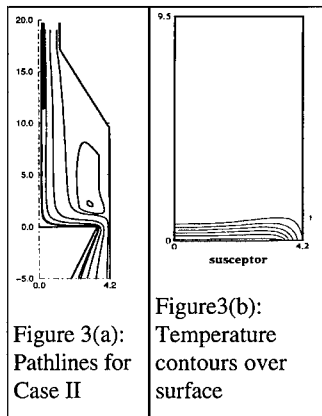 20.0
15.0
10.0
5.0
0.0
−5.0
0.0
4.2
Figure 3(a):
Pathlines for
Case II
9.5
0
4.2
susceptor
Figure3(b):
Temperature
contours over
surface